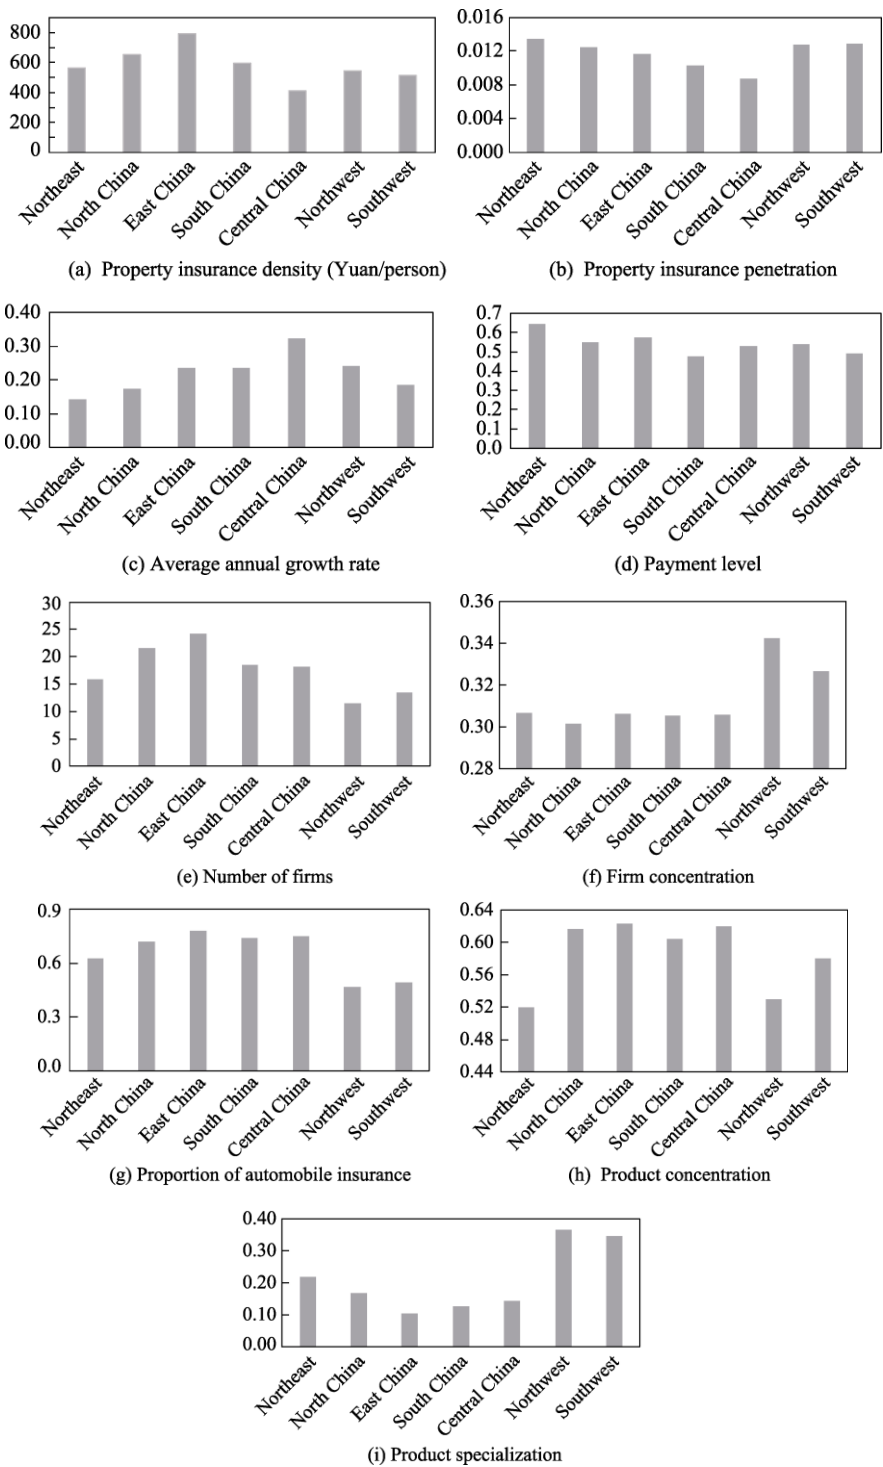 800
600
400
200
0
Northeast
North China
East China
South China
Central China
Northwest
Southwest
(a) Property insurance density (Yuan/person)
0.016
0.012
0.008
0.004
0.000
Northeast
North China
East China
South China
Central China
Northwest
Southwest
(b) Property insurance penetration
0.40
0.30
0.20
0.10
0.00
Northeast
North China
East China
South China
Central China
Northwest
Southwest
(c) Average annual growth rate
0.7
0.6
0.5
0.4
0.3
0.2
0.1
0.0
Northeast
North China
East China
South China
Central China
Northwest
Southwest
(d) Payment level
30
25
20
15
10
5
0
Northeast
North China
East China
South China
Central China
Northwest
Southwest
(e) Number of firms
0.36
0.34
0.32
0.30
0.28
Northeast
North China
East China
South China
Central China
Northwest
Southwest
(f) Firm concentration
0.9
0.6
0.3
0.0
Northeast
North China
East China
South China
Central China
Northwest
Southwest
(g) Proportion of automobile insurance
0.64
0.60
0.56
0.52
0.48
0.44
Northeast
North China
East China
South China
Central China
Northwest
Southwest
(h) Product concentration
0.40
0.30
0.20
0.10
0.00
Northeast
North China
East China
South China
Central China
Northwest
Southwest
(i) Product specialization